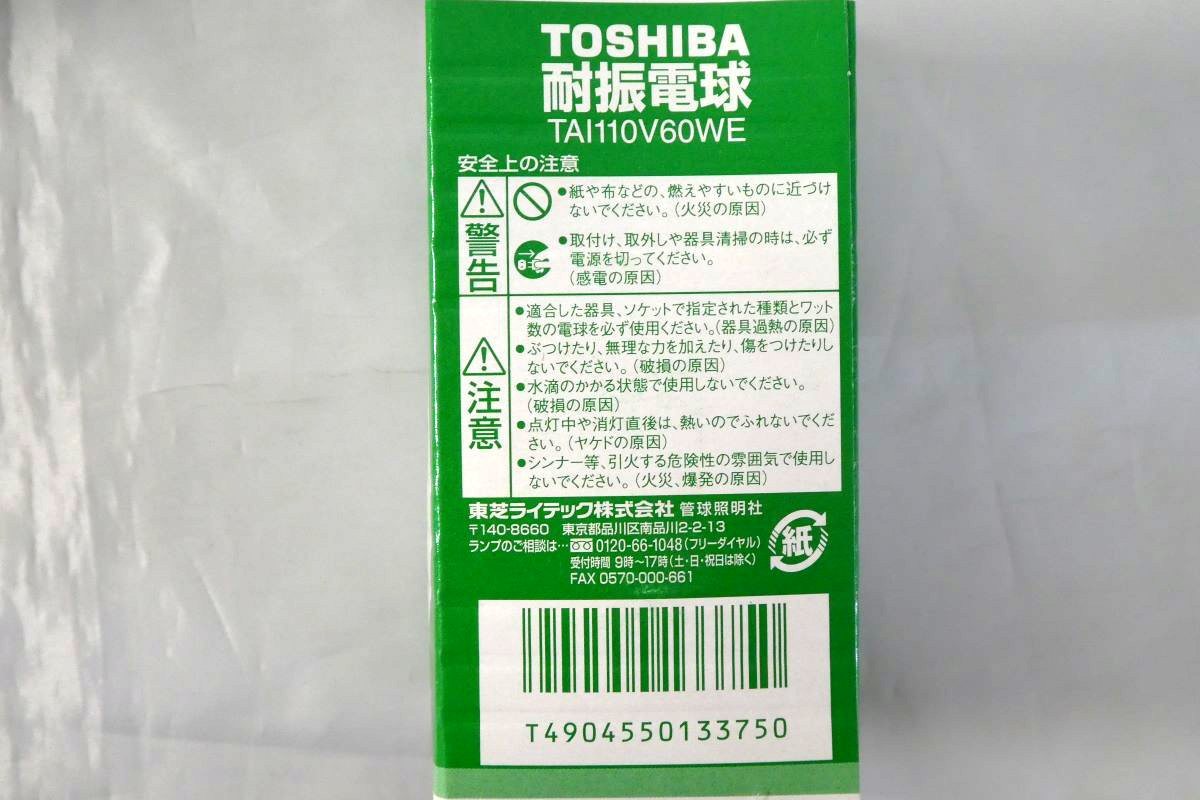 TOSHIBA
耐振電球
TAI110V60WE
安全上の注意
警告
●紙や布などの、燃えやすいものに近づけ
ないでください。(火災の原因)
●取付け、取外しや器具清掃の時は、必ず
電源を切ってください。
(感電の原因)
注意
●適合した器具、ソケットで指定された種類とワット
数の電球を必ず使用ください。(器具過熱の原因)
●ぶつけたり、無理な力を加えたり、傷をつけたりし
ないでください。(破損の原因)
●水滴のかかる状態で使用しないでください。
(破損の原因)
●点灯中や消灯直後は、熱いのでふれないでくだ
さい。(ヤケドの原因)
●シンナー等、引火する危険性の雰囲気で使用し
ないでください。(火災、爆発の原因)
東芝ライテック株式会社 管球照明社
〒140-8660 東京都品川区南品川2-2-13
ランプのご相談は…0120-66-1048(フリーダイヤル)
受付時間 9時〜17時(土・日・祝日は除く)
FAX 0570-000-661
紙
T4904550133750